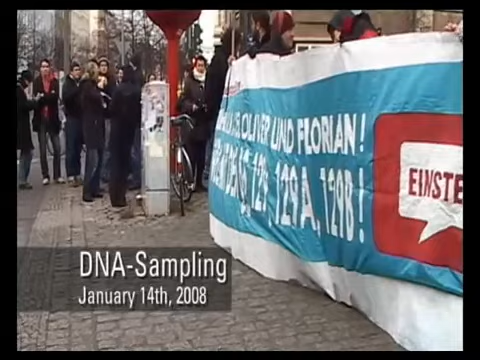 OLIVER UND FLORIAN!
129, 129A, 129B!
EINSTE
DNA-Sampling
January 14th, 2008